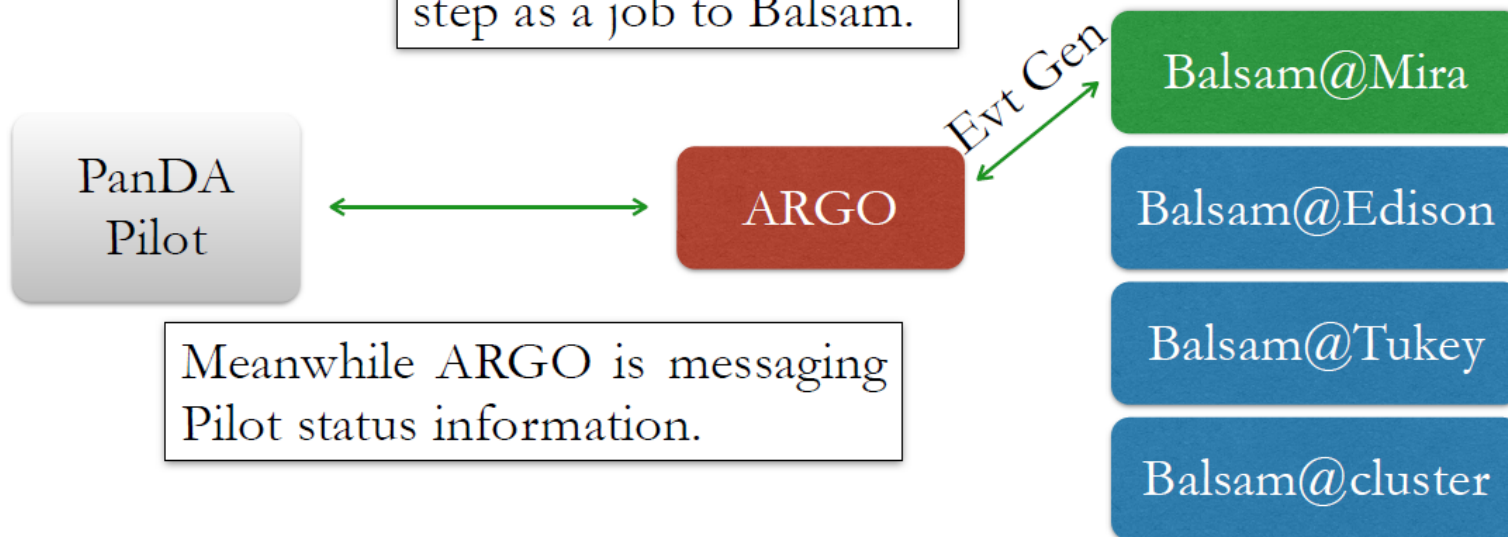 step as a job to Balsam.
Evt Gen
Balsam@Mira
PanDA
Pilot
ARGO
Balsam@Edison
Balsam@Tukey
Meanwhile ARGO is messaging
Pilot status information.
Balsam@cluster